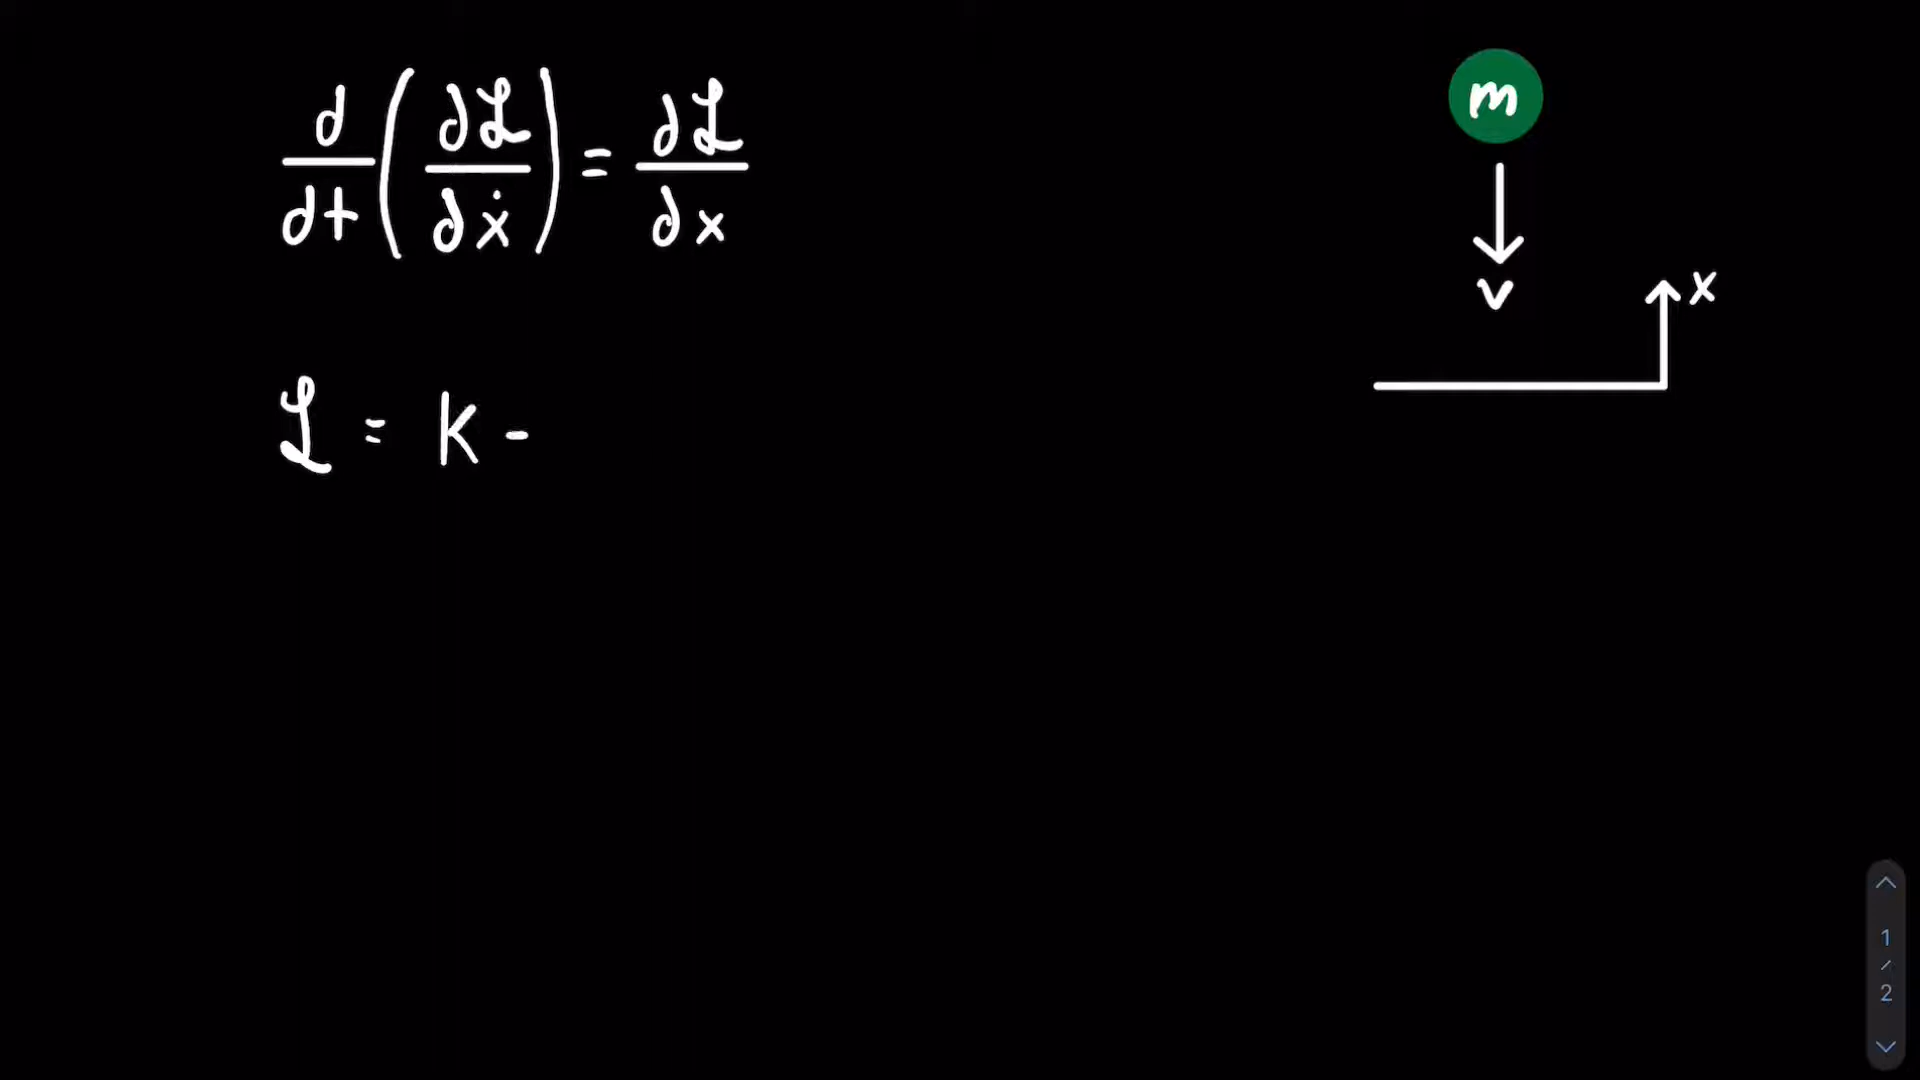 d/dt (∂ℒ/∂ẋ) = ∂ℒ/∂x
m
v
x
ℒ = K -
1
/
2